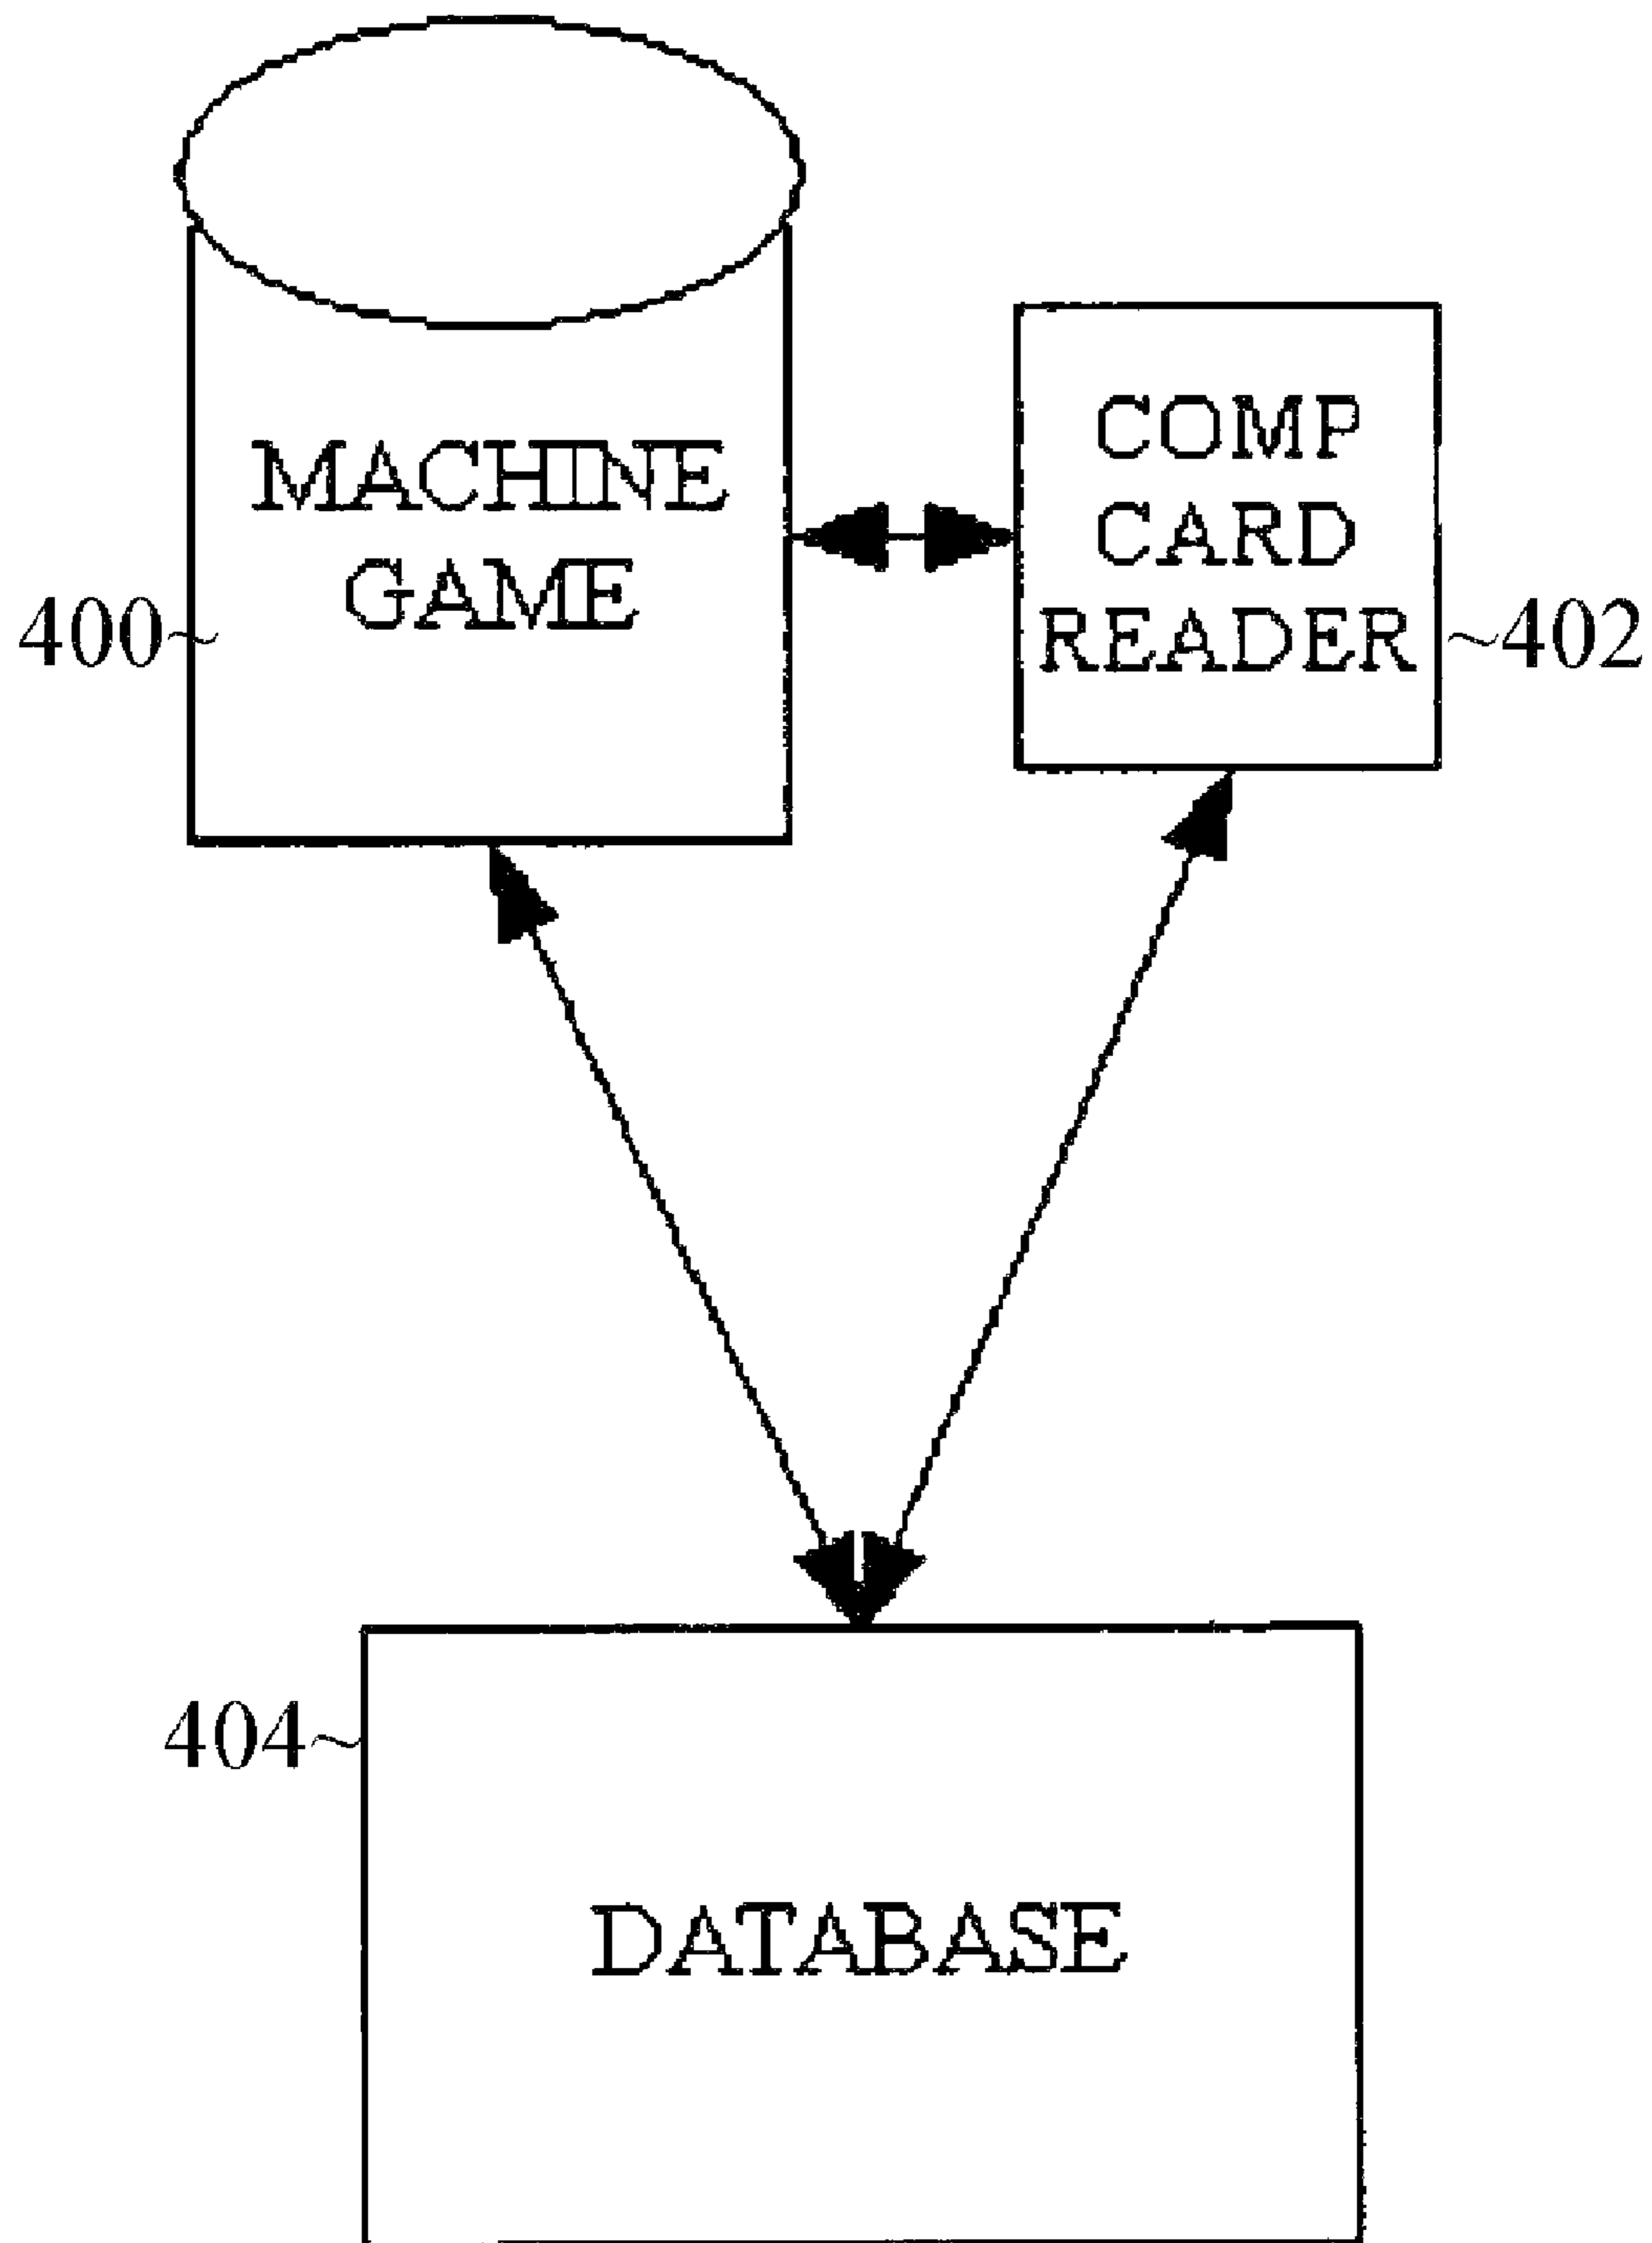 MACHINE
GAME
400~
COMP
CARD
READER
~402
404~
DATABASE